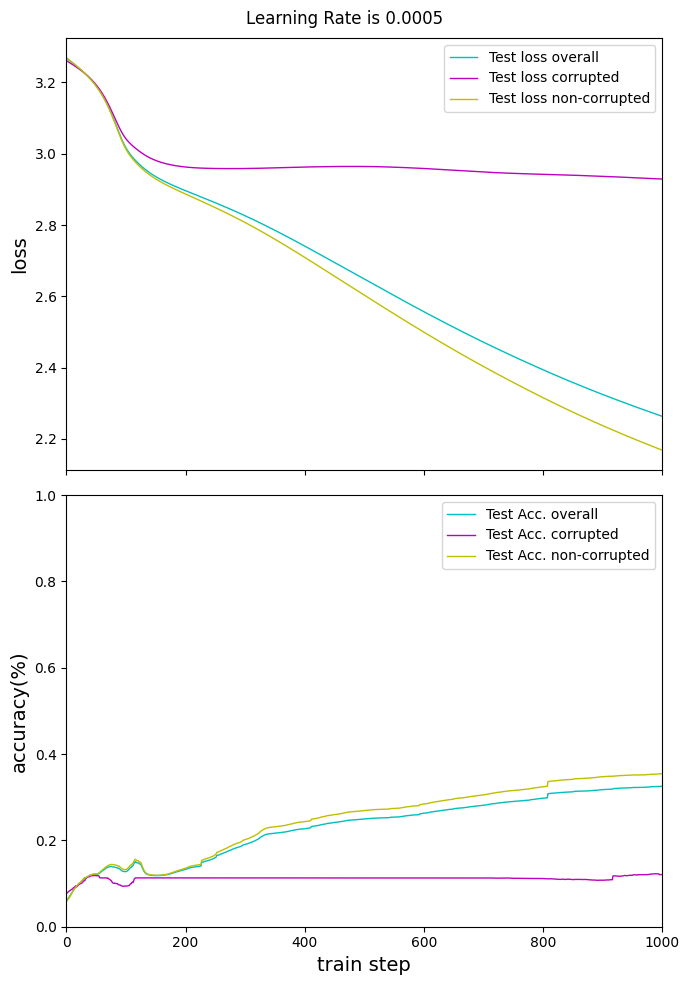 Learning Rate is 0.0005
Test loss overall
Test loss corrupted
Test loss non-corrupted
3.2
3.0
2.8
2.6
2.4
2.2
loss
Test Acc. overall
Test Acc. corrupted
Test Acc. non-corrupted
1.0
0.8
0.6
0.4
0.2
0.0
accuracy(%)
0 200 400 600 800 1000
train step